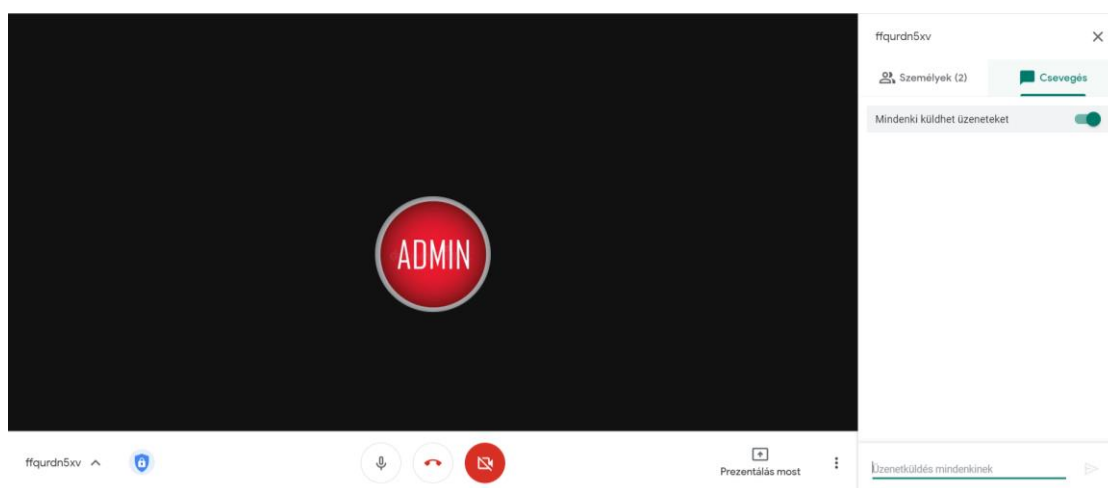 ffqurdn5xv
Személyek (2)
Csevegés
Mindenki küldhet üzeneteket
ADMIN
ffqurdn5xv
Prezentálás most
Üzenetküldés mindenkinek